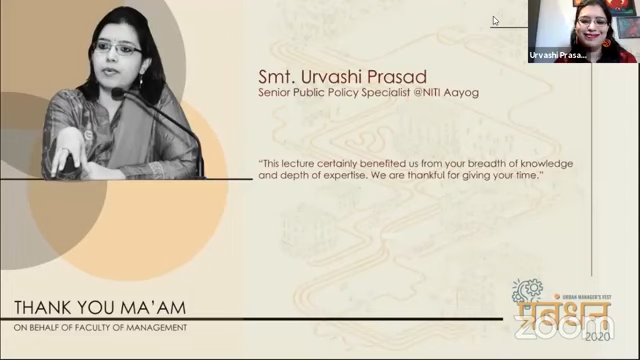 Urvashi Prasa...
Smt. Urvashi Prasad
Senior Public Policy Specialist @NITI Aayog
“This lecture certainly benefited us from your breadth of knowledge
and depth of expertise. We are thankful for giving your time.”
THANK YOU MA’AM
ON BEHALF OF FACULTY OF MANAGEMENT
URBAN MANAGER'S FEST
प्रबंधन
zoom
2020